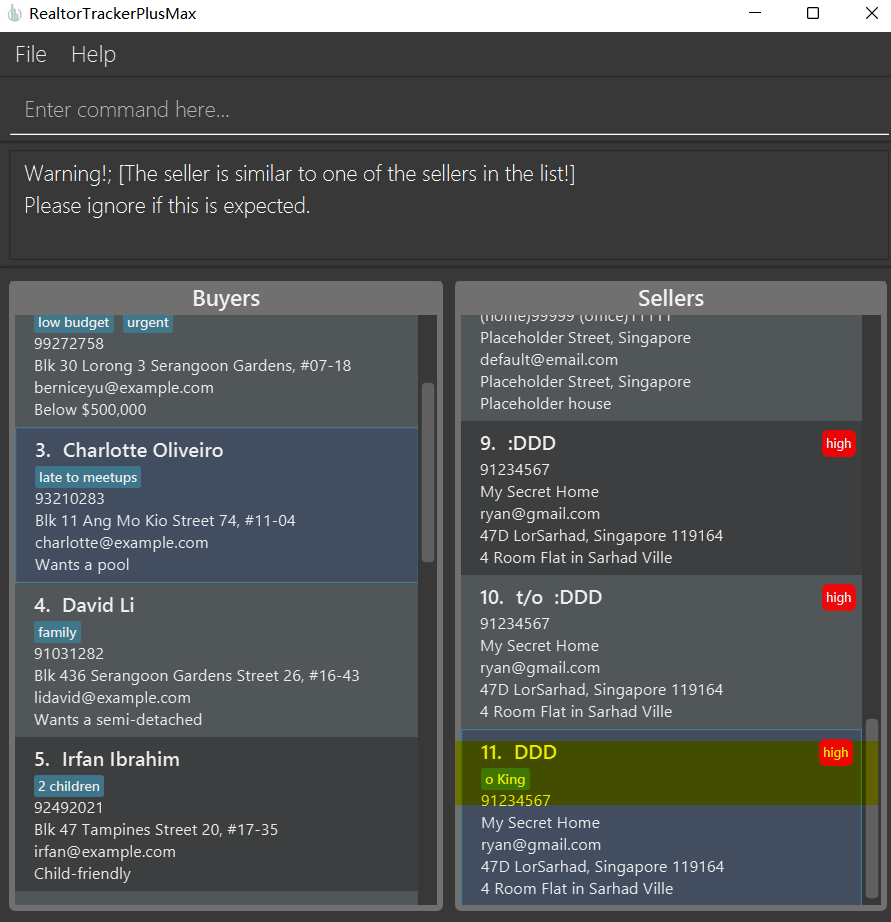 RealtorTrackerPlusMax
File Help
Enter command here...
Warning!; [The seller is similar to one of the sellers in the list!]
Please ignore if this is expected.
Buyers
low budget urgent
99272758
Blk 30 Lorong 3 Serangoon Gardens, #07-18
berniceyu@example.com
Below $500,000
3. Charlotte Oliveiro
late to meetups
93210283
Blk 11 Ang Mo Kio Street 74, #11-04
charlotte@example.com
Wants a pool
4. David Li
family
91031282
Blk 436 Serangoon Gardens Street 26, #16-43
lidavid@example.com
Wants a semi-detached
5. Irfan Ibrahim
2 children
92492021
Blk 47 Tampines Street 20, #17-35
irfan@example.com
Child-friendly
Sellers
(home)99999 (office)11111
Placeholder Street, Singapore
default@email.com
Placeholder Street, Singapore
Placeholder house
9. :DDD high
91234567
My Secret Home
ryan@gmail.com
47D LorSarhad, Singapore 119164
4 Room Flat in Sarhad Ville
10. t/o :DDD high
91234567
My Secret Home
ryan@gmail.com
47D LorSarhad, Singapore 119164
4 Room Flat in Sarhad Ville
11. DDD high
o King
91234567
My Secret Home
ryan@gmail.com
47D LorSarhad, Singapore 119164
4 Room Flat in Sarhad Ville